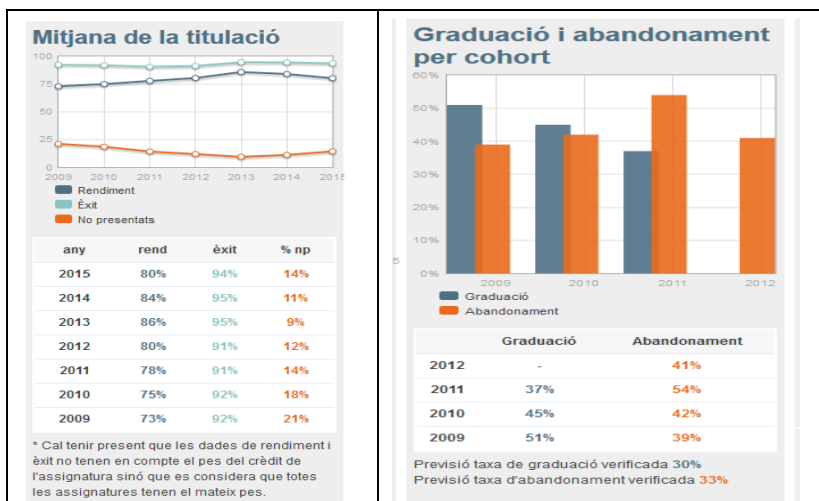 Mitjana de la titulació
100
75
50
25
0
2009 2010 2011 2012 2013 2014 2015
Rendiment
Èxit
No presentats
any rend èxit % np
2015 80% 94% 14%
2014 84% 95% 11%
2013 86% 95% 9%
2012 80% 91% 12%
2011 78% 91% 14%
2010 75% 92% 18%
2009 73% 92% 21%
* Cal tenir present que les dades de rendiment i
èxit no tenen en compte el pes del crèdit de
l'assignatura sinó que es considera que totes
les assignatures tenen el mateix pes.
Graduació i abandonament
per cohort
60%
50%
40%
30%
20%
10%
0%
5
2009 2010 2011 2012
Graduació
Abandonament
Graduació Abandonament
2012 - 41%
2011 37% 54%
2010 45% 42%
2009 51% 39%
Previsió taxa de graduació verificada 30%
Previsió taxa d'abandonament verificada 33%